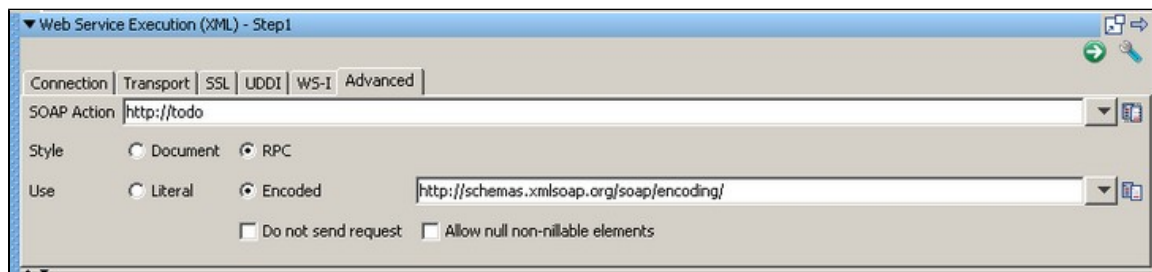 Web Service Execution (XML) - Step1
Connection Transport SSL UDDI WS-I Advanced
SOAP Action http://todo
Style Document RPC
Use Literal Encoded http://schemas.xmlsoap.org/soap/encoding/
Do not send request Allow null non-nillable elements